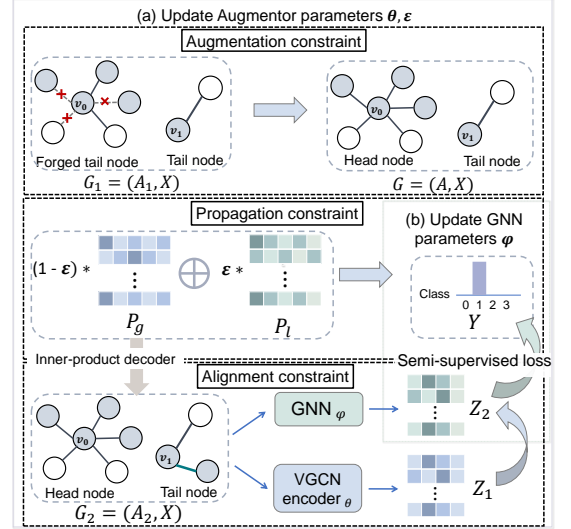 (a) Update Augmentor parameters θ, ε
Augmentation constraint
v0
v1
Forged tail node
Tail node
G1 = (A1, X)
v0
v1
Head node
Tail node
G = (A, X)
Propagation constraint
(1 - ε) *
⋮
Pg
⊕
ε *
⋮
Pl
(b) Update GNN
parameters φ
Class
0 1 2 3
Y
Inner-product decoder
Semi-supervised loss
Alignment constraint
v0
v1
Head node
Tail node
G2 = (A2, X)
GNN φ
VGCN
encoder θ
⋮
Z2
⋮
Z1